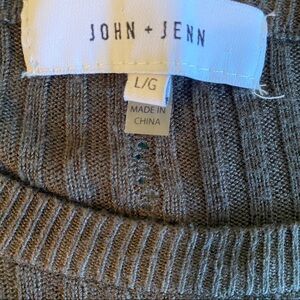 JOHN + JENN
L/G
MADE IN
CHINA